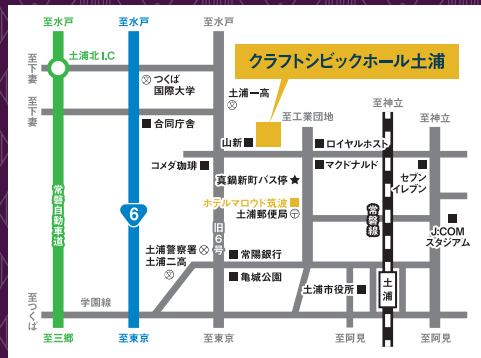 至水戸
至水戸
至水戸
土浦北I.C
至下妻
クラフトシビックホール土浦
つくば
国際大学
土浦一高
至下妻
至工業団地
至神立
至神立
合同庁舎
山新
ロイヤルホスト
コメダ珈琲
真鍋新町バス停
マクドナルド
セブン
イレブン
常磐自動車道
6
ホテルマロウド筑波
土浦郵便局
旧6号
常磐線
J:COM
スタジアム
土浦警察署
土浦二高
常陽銀行
亀城公園
土浦市役所
土浦
至つくば
学園線
至三郷
至東京
至東京
至阿見
至阿見